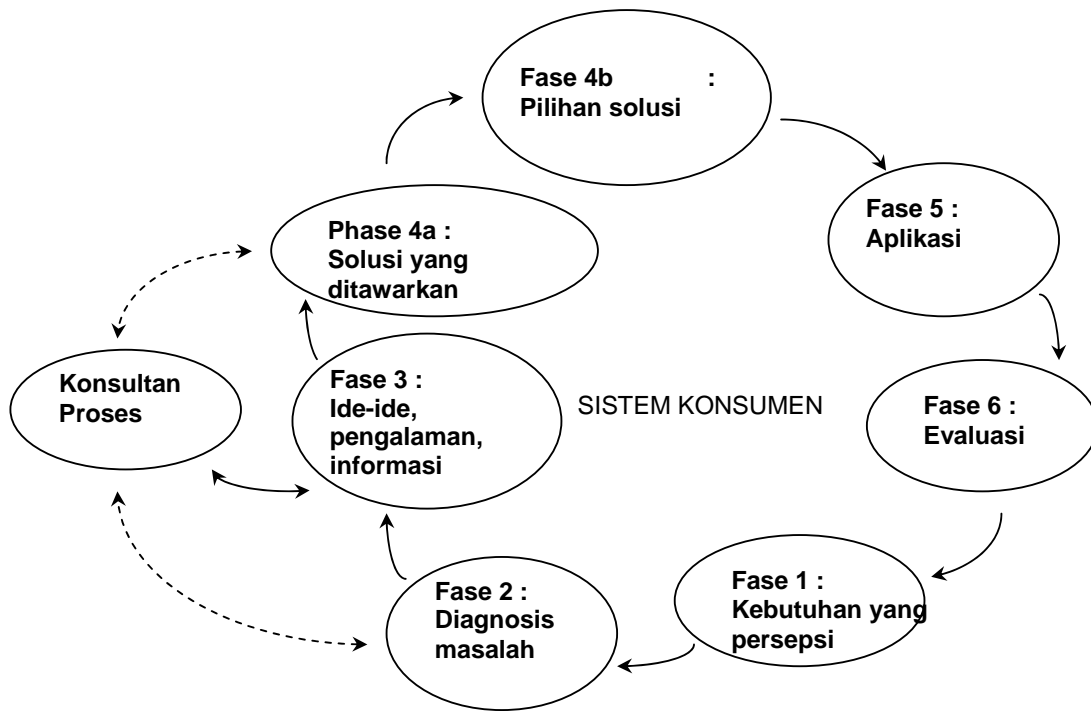 Fase 4b :
Pilihan solusi
Fase 5 :
Aplikasi
Phase 4a :
Solusi yang
ditawarkan
Konsultan
Proses
Fase 3 :
Ide-ide,
pengalaman,
informasi
SISTEM KONSUMEN
Fase 6 :
Evaluasi
Fase 2 :
Diagnosis
masalah
Fase 1 :
Kebutuhan yang
persepsi